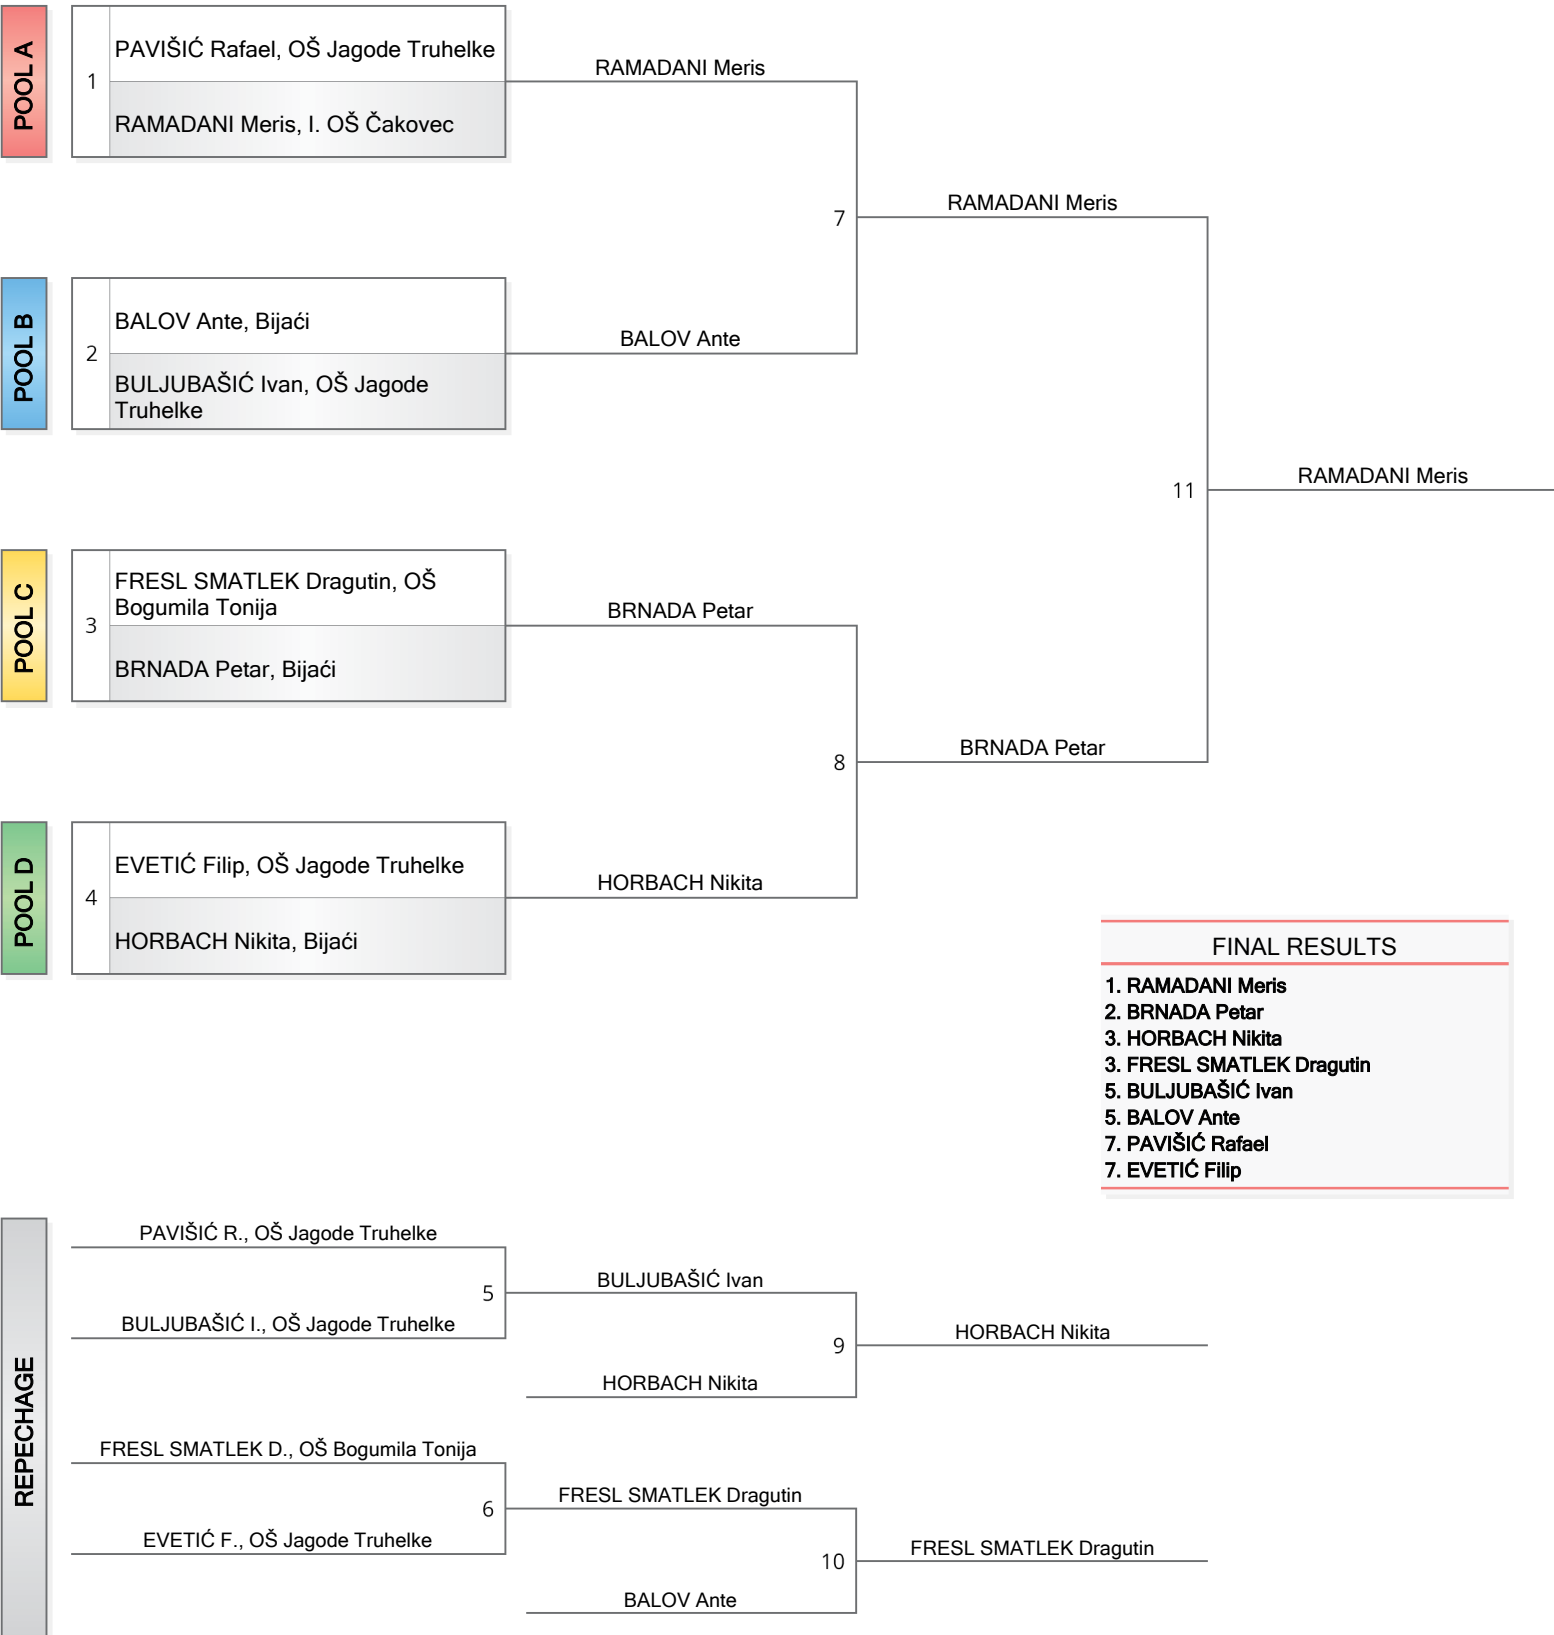 POOL A
1
PAVIŠIĆ Rafael, OŠ Jagode Truhelke
RAMADANI Meris, I. OŠ Čakovec
RAMADANI Meris
7
RAMADANI Meris
POOL B
2
BALOV Ante, Bijaći
BULJUBAŠIĆ Ivan, OŠ Jagode
Truhelke
BALOV Ante
11
RAMADANI Meris
POOL C
3
FRESL SMATLEK Dragutin, OŠ
Bogumila Tonija
BRNADA Petar, Bijaći
BRNADA Petar
8
BRNADA Petar
POOL D
4
EVETIĆ Filip, OŠ Jagode Truhelke
HORBACH Nikita, Bijaći
HORBACH Nikita
FINAL RESULTS
1. RAMADANI Meris
2. BRNADA Petar
3. HORBACH Nikita
3. FRESL SMATLEK Dragutin
5. BULJUBAŠIĆ Ivan
5. BALOV Ante
7. PAVIŠIĆ Rafael
7. EVETIĆ Filip
REPECHAGE
PAVIŠIĆ R., OŠ Jagode Truhelke
5
BULJUBAŠIĆ I., OŠ Jagode Truhelke
BULJUBAŠIĆ Ivan
9
HORBACH Nikita
HORBACH Nikita
FRESL SMATLEK D., OŠ Bogumila Tonija
6
EVETIĆ F., OŠ Jagode Truhelke
FRESL SMATLEK Dragutin
10
BALOV Ante
FRESL SMATLEK Dragutin